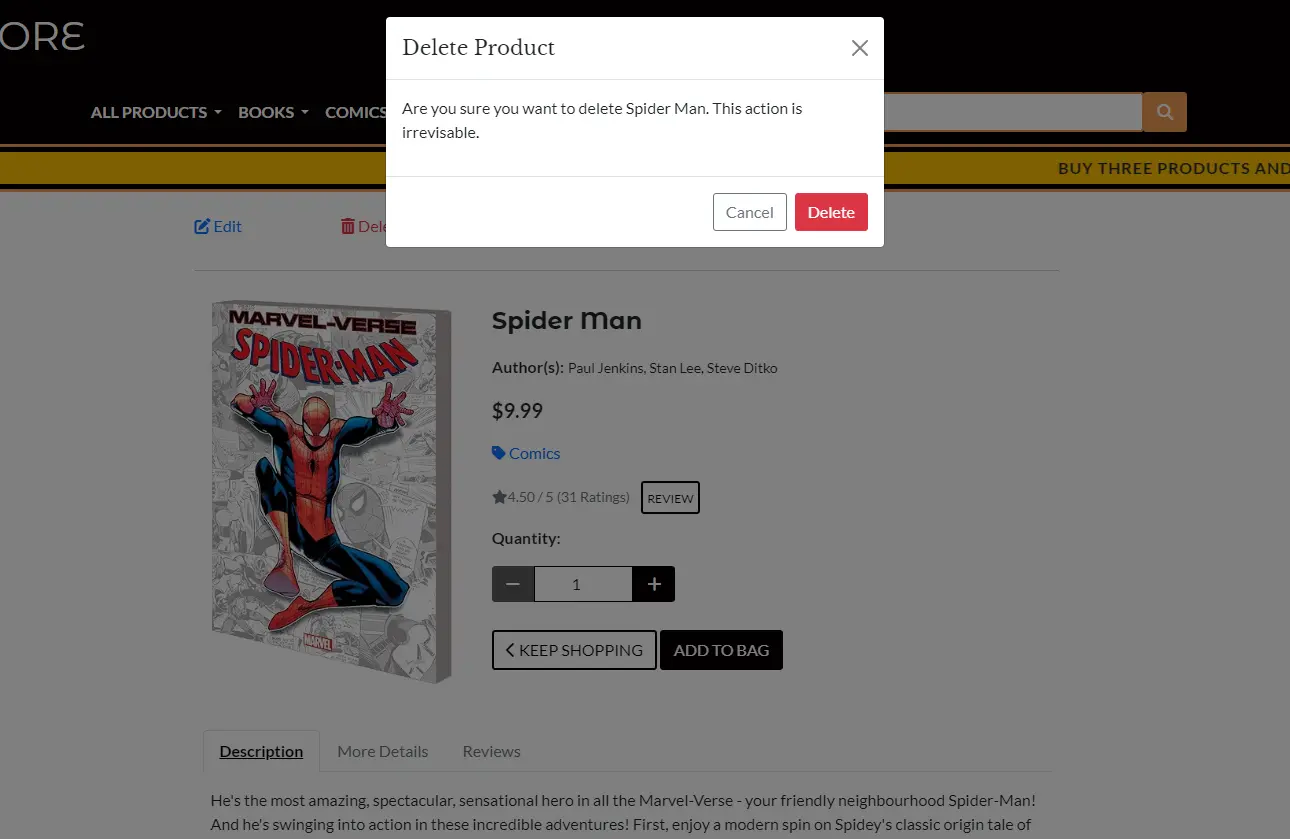 ORE
Delete Product
ALL PRODUCTS
BOOKS
COMICS
Are you sure you want to delete Spider Man. This action is
irrevisable.
BUY THREE PRODUCTS AND
Cancel
Delete
Edit
Dele
MARVEL-VERSE
SPIDER-MAN
MARVEL
Spider Man
Author(s): Paul Jenkins, Stan Lee, Steve Ditko
$9.99
Comics
4.50 / 5 (31 Ratings)
REVIEW
Quantity:
1
KEEP SHOPPING
ADD TO BAG
Description
More Details
Reviews
He's the most amazing, spectacular, sensational hero in all the Marvel-Verse - your friendly neighbourhood Spider-Man!
And he's swinging into action in these incredible adventures! First, enjoy a modern spin on Spidey's classic origin tale of